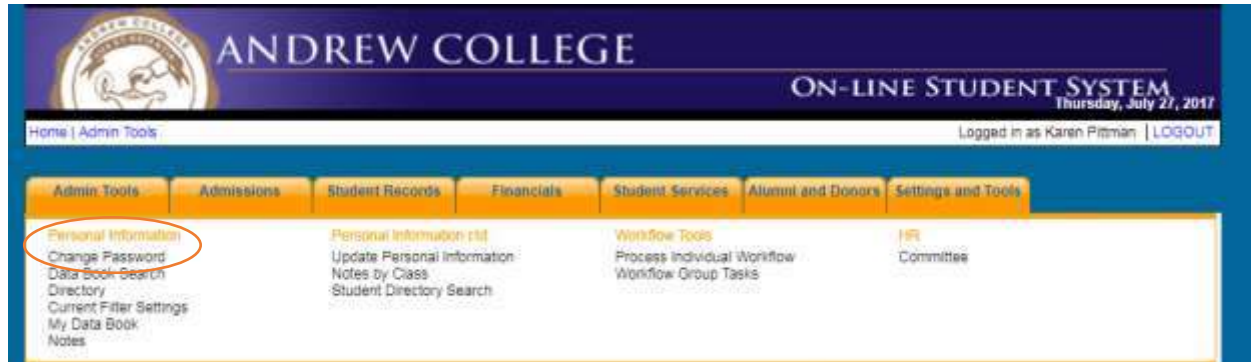 ANDREW COLLEGE
ON-LINE STUDENT SYSTEM
Thursday, July 27, 2017
Home | Admin Tools
Logged in as Karen Pittman | LOGOUT
Admin Tools Admissions Student Records Financials Student Services Alumni and Donors Settings and Tools
Personal Information
Change Password
Data Book Search
Directory
Current Filter Settings
My Data Book
Notes
Personal Information ctd
Update Personal Information
Notes by Class
Student Directory Search
Workflow Tools
Process Individual Workflow
Workflow Group Tasks
HR
Committee